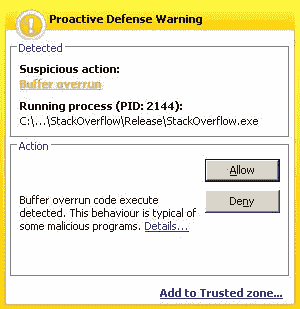 Proactive Defense Warning
Detected
Suspicious action:
Buffer overrun
Running process (PID: 2144):
C:\...\StackOverflow\Release\StackOverflow.exe
Action
Allow
Buffer overrun code execute
detected. This behaviour is typical of
some malicious programs. Details...
Deny
Add to Trusted zone...